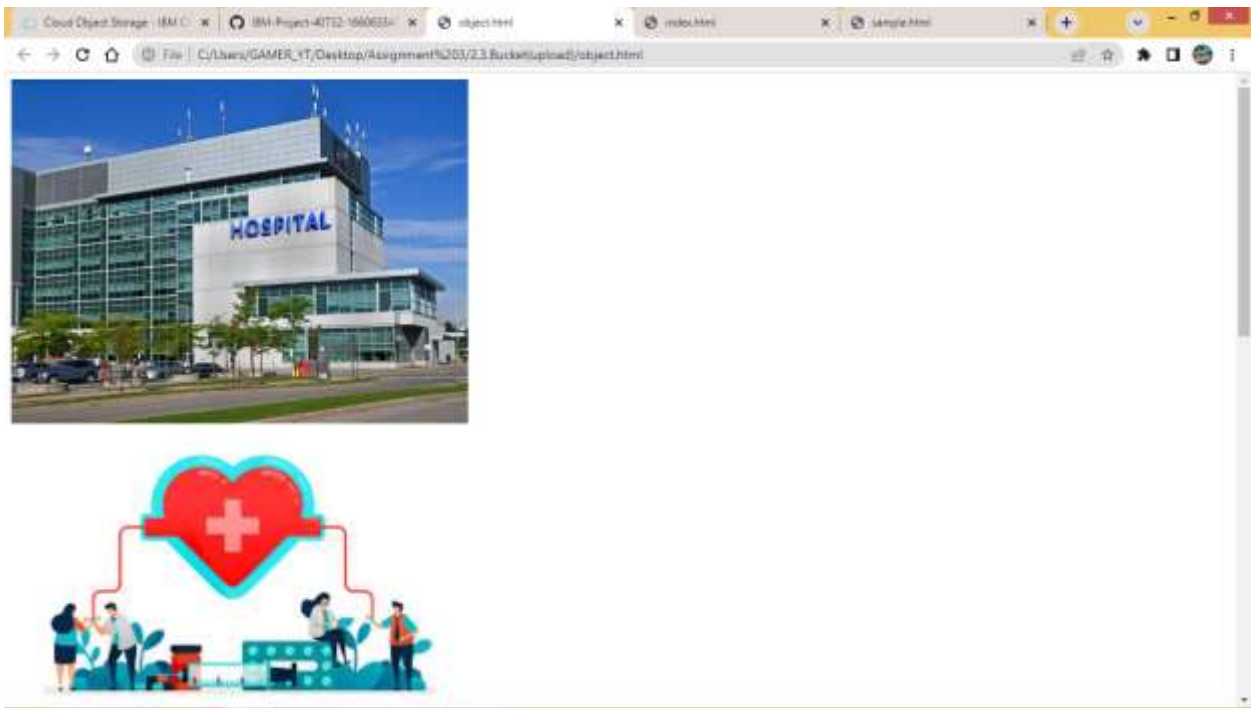 Cloud Object Storage - IBM C
IBM-Project-40732-1660633
object.html
index.html
sample.html
File | C:/Users/GAMER_YT/Desktop/Assignment%203/2.3.Bucket(upload)/object.html
HOSPITAL